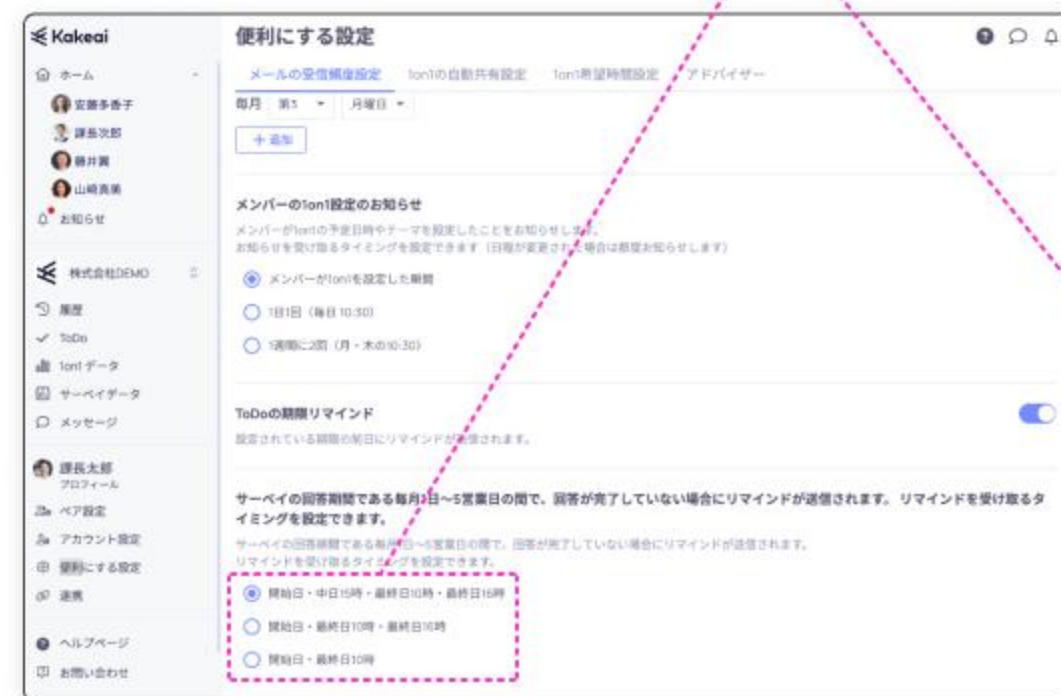 Kakeai
ホーム
安藤多香子
課長次郎
藤井翼
山崎真美
お知らせ
株式会社DEMO
履歴
ToDo
1on1 データ
サーベイデータ
メッセージ
課長太郎
プロフィール
ペア設定
アカウント設定
便利にする設定
連携
ヘルプページ
お問い合わせ
便利にする設定
メールの受信頻度設定 1on1の自動共有設定 1on1希望時間設定 アドバイザー
毎月 第3 月曜日
＋追加
メンバーの1on1設定のお知らせ
メンバーが1on1の予定日時やテーマを設定したことをお知らせします。
お知らせを受け取るタイミングを設定できます（日程が変更された場合は都度お知らせします）
メンバーが1on1を設定した瞬間
1日1回（毎日 10:30）
1週間に2回（月・木の10:30）
ToDoの期限リマインド
設定されている期限の前日にリマインドが送信されます。
サーベイの回答期間である毎月1日～5営業日の間で、回答が完了していない場合にリマインドが送信されます。 リマインドを受け取るタ
イミングを設定できます。
サーベイの回答期間である毎月1日～5営業日の間で、回答が完了していない場合にリマインドが送信されます。
リマインドを受け取るタイミングを設定できます。
開始日・中日15時・最終日10時・最終日16時
開始日・最終日10時・最終日16時
開始日・最終日10時